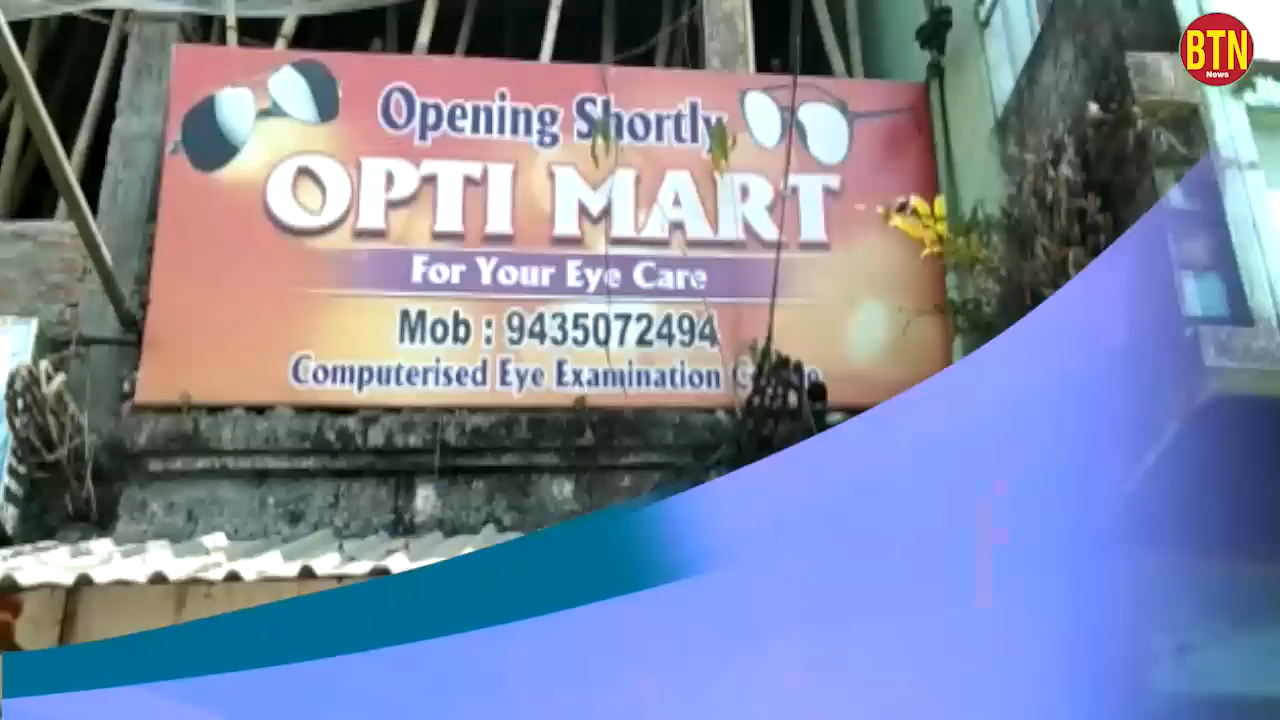 BTN
News
Opening Shortly
OPTI MART
For Your Eye Care
Mob : 9435072494
Computerised Eye Examination